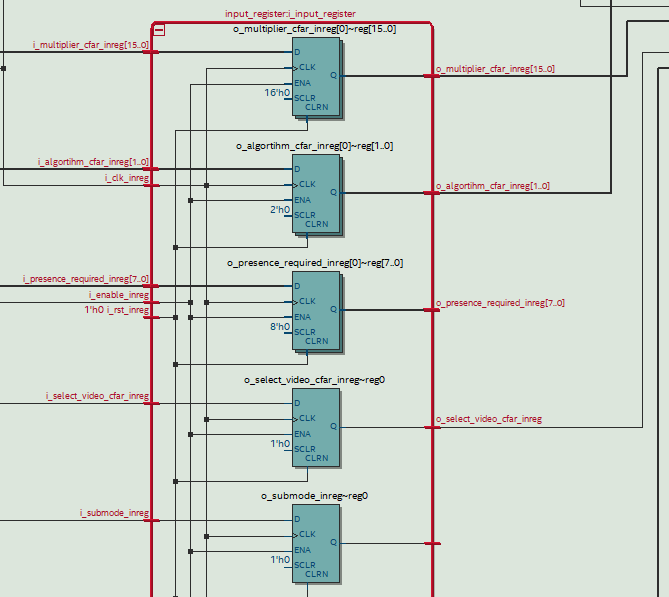 input_register:i_input_register
o_multiplier_cfar_inreg[0]~reg[15..0]
i_multiplier_cfar_inreg[15..0]
D
CLK
ENA
Q
16'h0
SCLR
CLRN
o_multiplier_cfar_inreg[15..0]
o_algortihm_cfar_inreg[0]~reg[1..0]
i_algortihm_cfar_inreg[1..0]
i_clk_inreg
D
CLK
ENA
Q
2'h0
SCLR
CLRN
o_algortihm_cfar_inreg[1..0]
o_presence_required_inreg[0]~reg[7..0]
i_presence_required_inreg[7..0]
i_enable_inreg
1'h0 i_rst_inreg
D
CLK
ENA
Q
8'h0
SCLR
CLRN
o_presence_required_inreg[7..0]
o_select_video_cfar_inreg~reg0
i_select_video_cfar_inreg
D
CLK
ENA
Q
1'h0
SCLR
CLRN
o_select_video_cfar_inreg
o_submode_inreg~reg0
i_submode_inreg
D
CLK
ENA
Q
1'h0
SCLR
CLRN